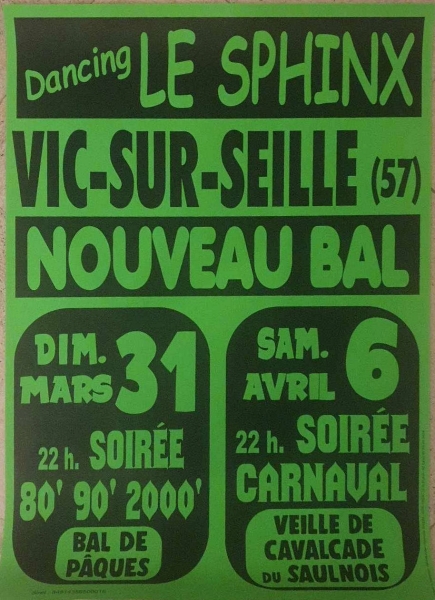 Dancing LE SPHINX
VIC-SUR-SEILLE (57)
NOUVEAU BAL
DIM. 31
MARS
22 h. SOIRÉE
80' 90' 2000'
BAL DE
PÂQUES
SAM. 6
AVRIL
22 h. SOIRÉE
CARNAVAL
VEILLE DE
CAVALCADE
DU SAULNOIS